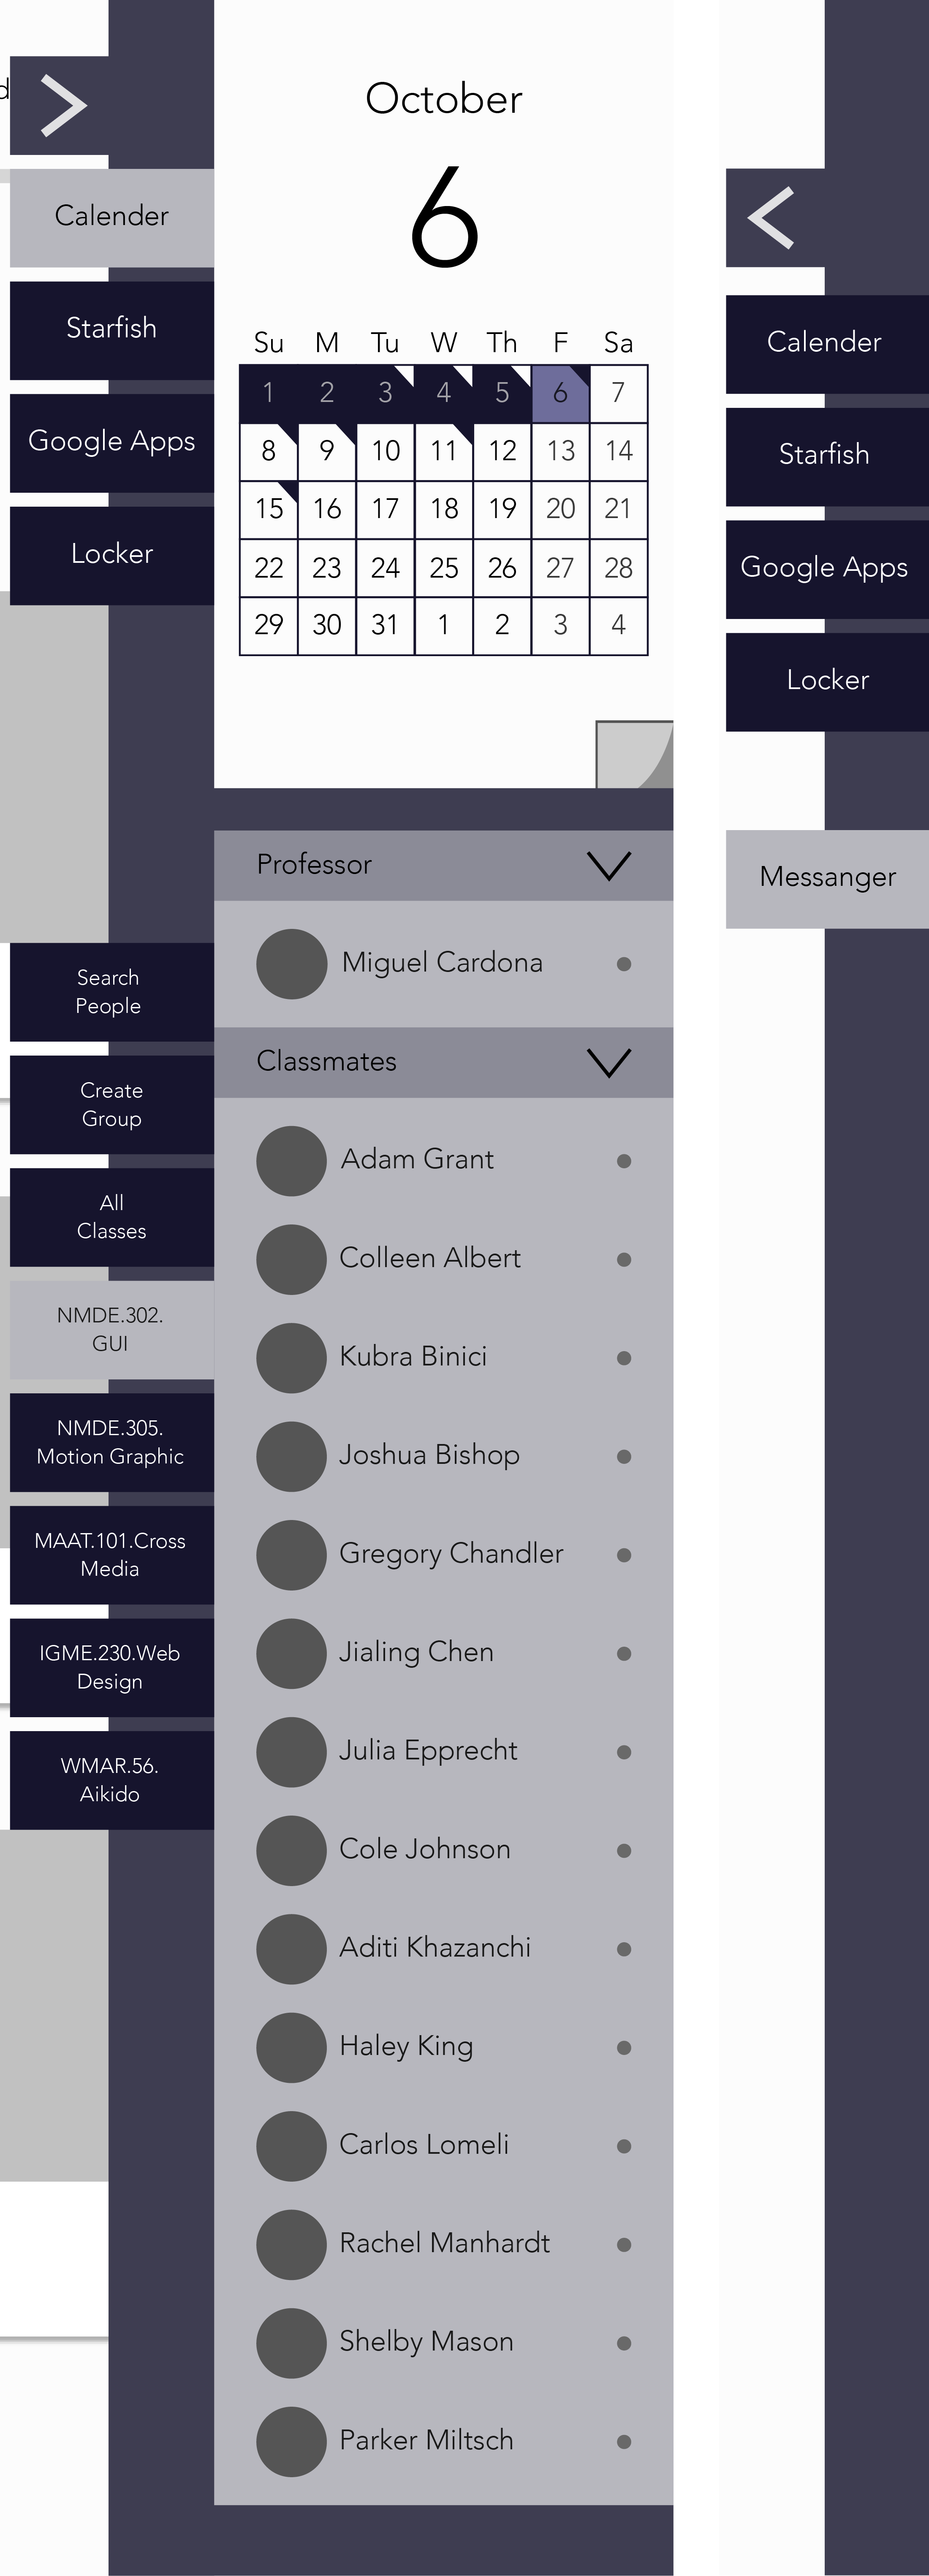 d
October
6
Calender
Starfish
Google Apps
Locker
Su M Tu W Th F Sa
1 2 3 4 5 6 7
8 9 10 11 12 13 14
15 16 17 18 19 20 21
22 23 24 25 26 27 28
29 30 31 1 2 3 4
Search
People
Create
Group
All
Classes
NMDE.302.
GUI
NMDE.305.
Motion Graphic
MAAT.101.Cross
Media
IGME.230.Web
Design
WMAR.56.
Aikido
Professor
Miguel Cardona
Classmates
Adam Grant
Colleen Albert
Kubra Binici
Joshua Bishop
Gregory Chandler
Jialing Chen
Julia Epprecht
Cole Johnson
Aditi Khazanchi
Haley King
Carlos Lomeli
Rachel Manhardt
Shelby Mason
Parker Miltsch
Calender
Starfish
Google Apps
Locker
Messanger